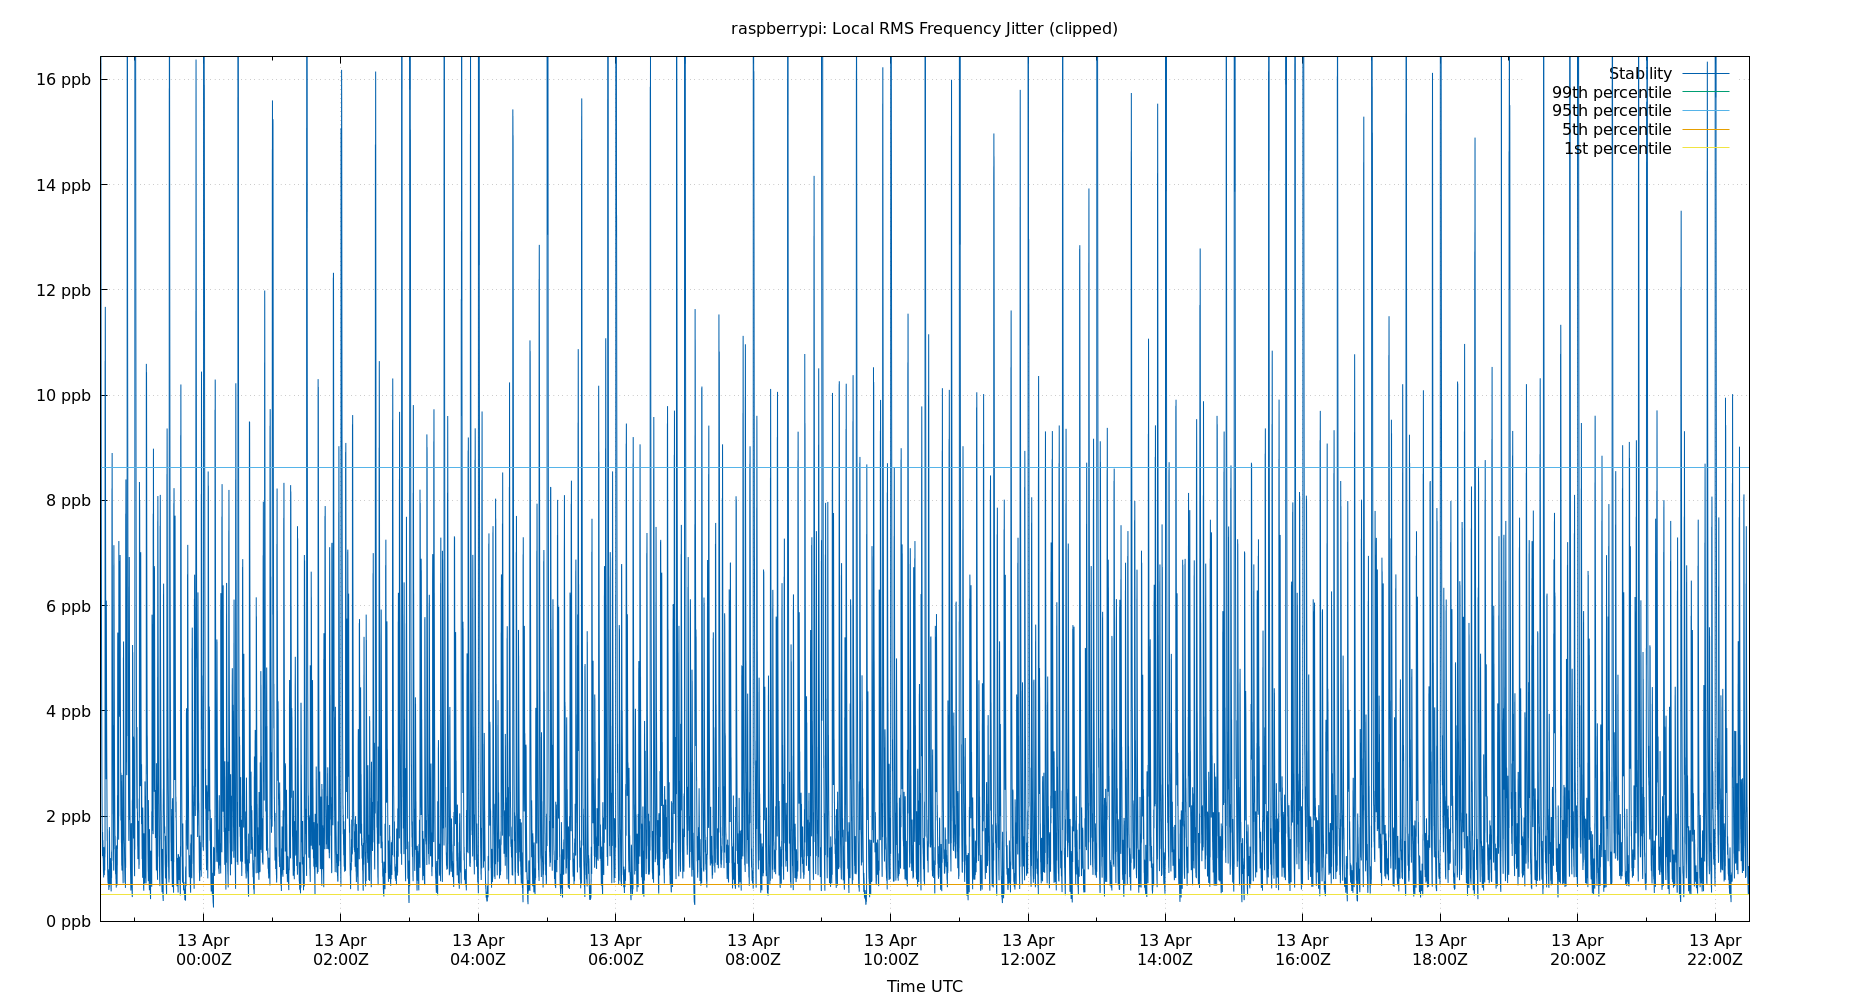 raspberrypi: Local RMS Frequency Jitter (clipped)
16 ppb
14 ppb
12 ppb
10 ppb
8 ppb
6 ppb
4 ppb
2 ppb
0 ppb
Stability
99th percentile
95th percentile
5th percentile
1st percentile
13 Apr 13 Apr 13 Apr 13 Apr 13 Apr 13 Apr 13 Apr 13 Apr 13 Apr 13 Apr 13 Apr 13 Apr
00:00Z 02:00Z 04:00Z 06:00Z 08:00Z 10:00Z 12:00Z 14:00Z 16:00Z 18:00Z 20:00Z 22:00Z
Time UTC